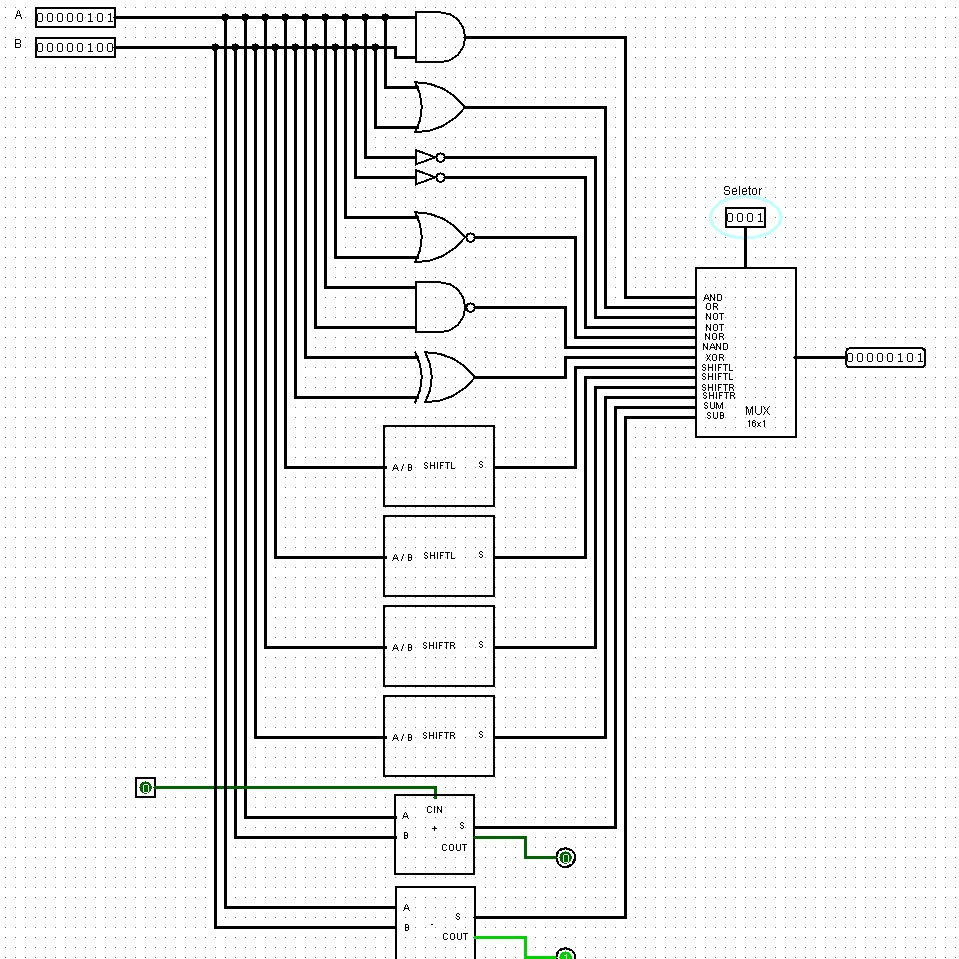 A 00000101
B 00000100
Seletor
0001
AND
OR
NOT
NOT
NOR
NAND
XOR
SHIFTL
SHIFTL
SHIFTR
SHIFTR
SUM
SUB
MUX
16x1
00000101
A / B SHIFTL S
A / B SHIFTL S
A / B SHIFTR S
A / B SHIFTR S
0
CIN
A
+
S
B
COUT
0
A
S
B
-
COUT
1